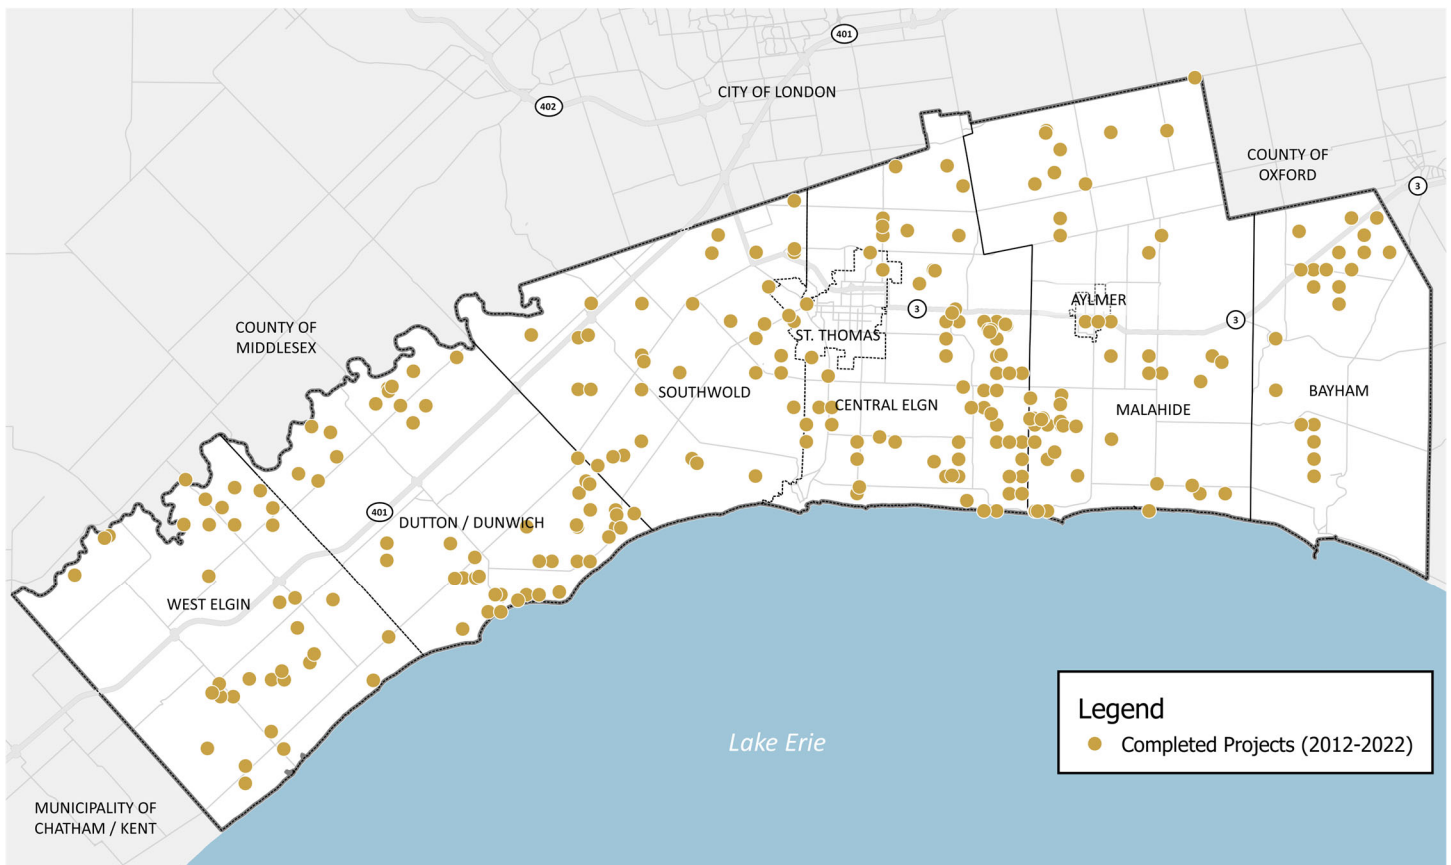 401
CITY OF LONDON
402
COUNTY OF
OXFORD
3
COUNTY OF
MIDDLESEX
3
AYLMER
3
ST. THOMAS
SOUTHWOLD
CENTRAL ELGN
MALAHIDE
BAYHAM
401
DUTTON / DUNWICH
WEST ELGIN
Legend
Completed Projects (2012-2022)
Lake Erie
MUNICIPALITY OF
CHATHAM / KENT